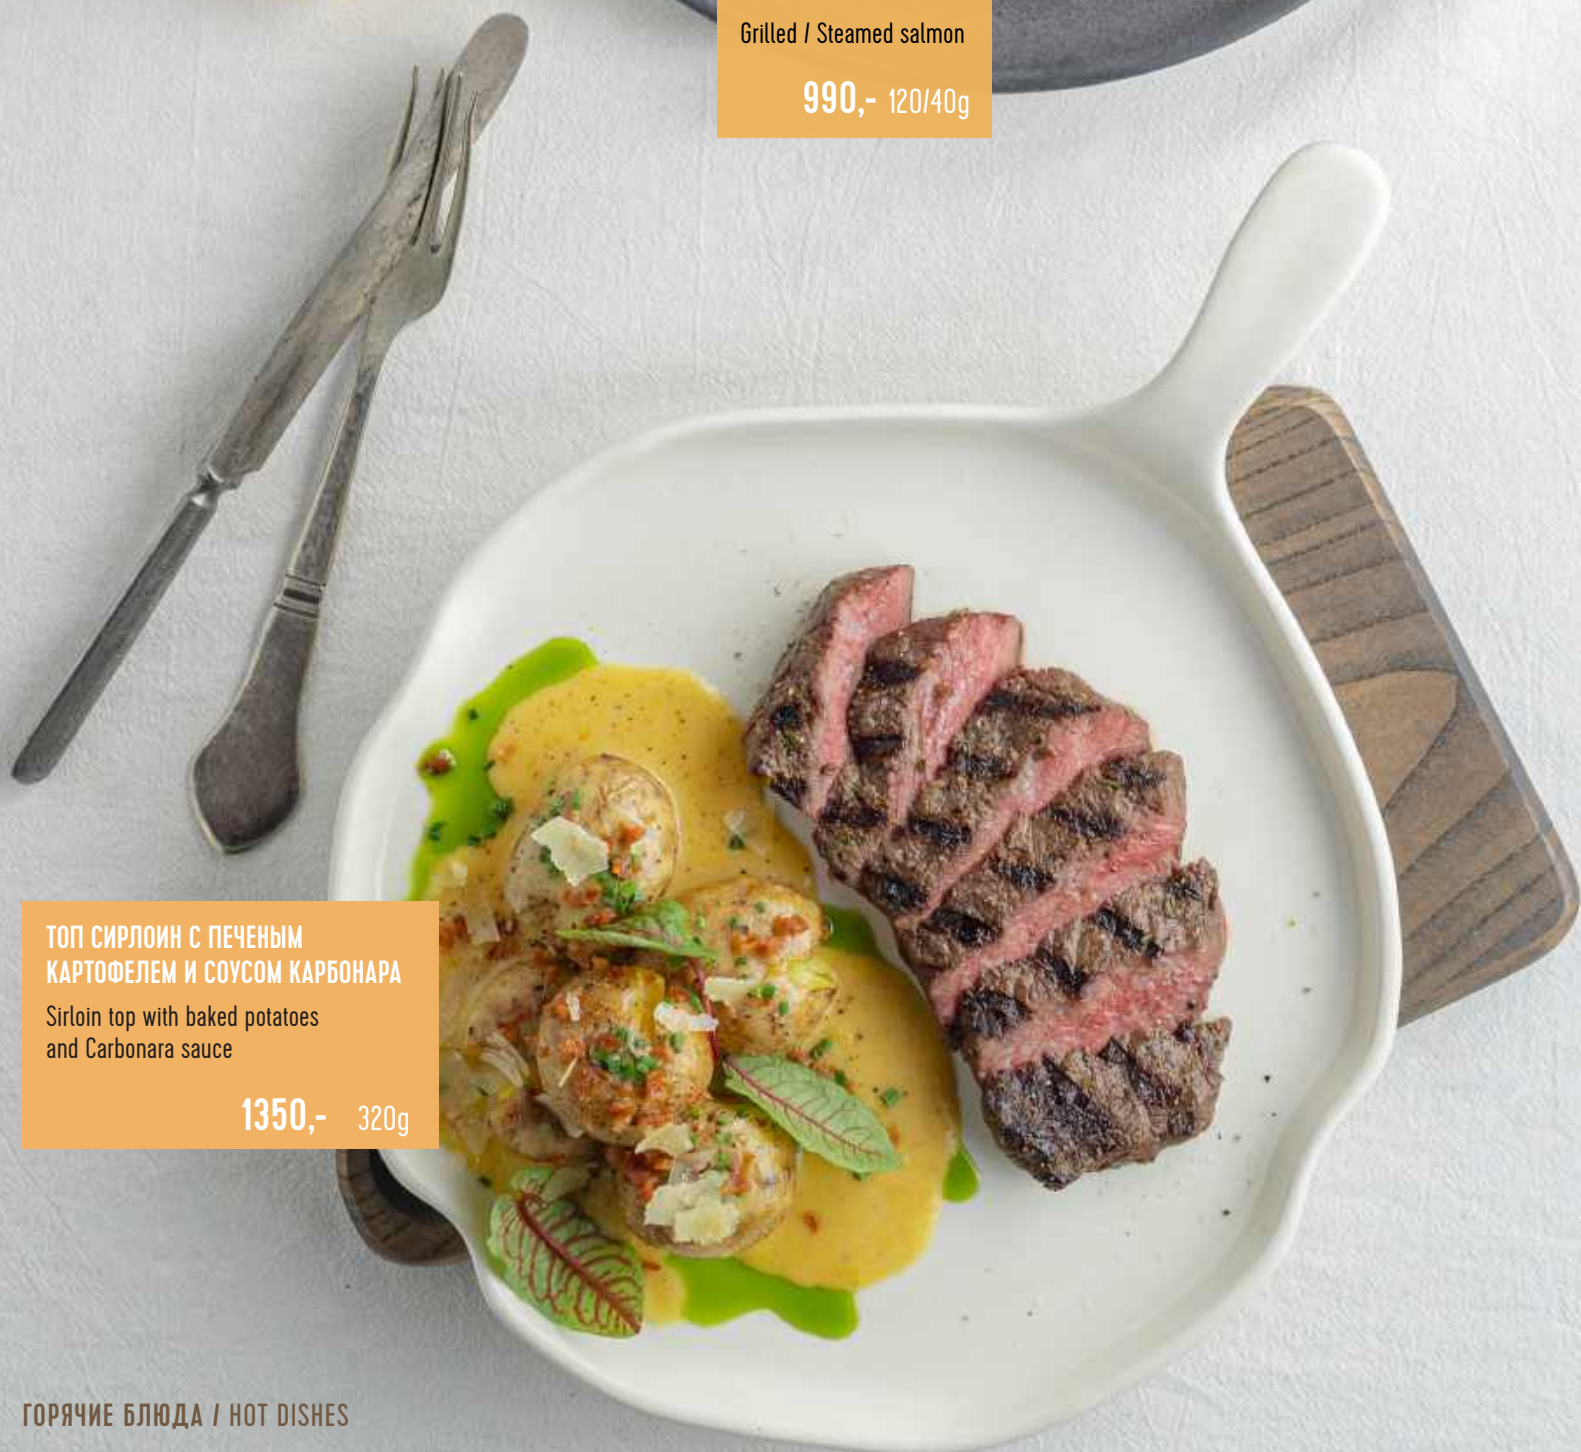 Grilled / Steamed salmon
990,- 120/40g
ТОП СИРЛОИН С ПЕЧЕНЫМ
КАРТОФЕЛЕМ И СОУСОМ КАРБОНАРА
Sirloin top with baked potatoes
and Carbonara sauce
1350,- 320g
ГОРЯЧИЕ БЛЮДА / HOT DISHES